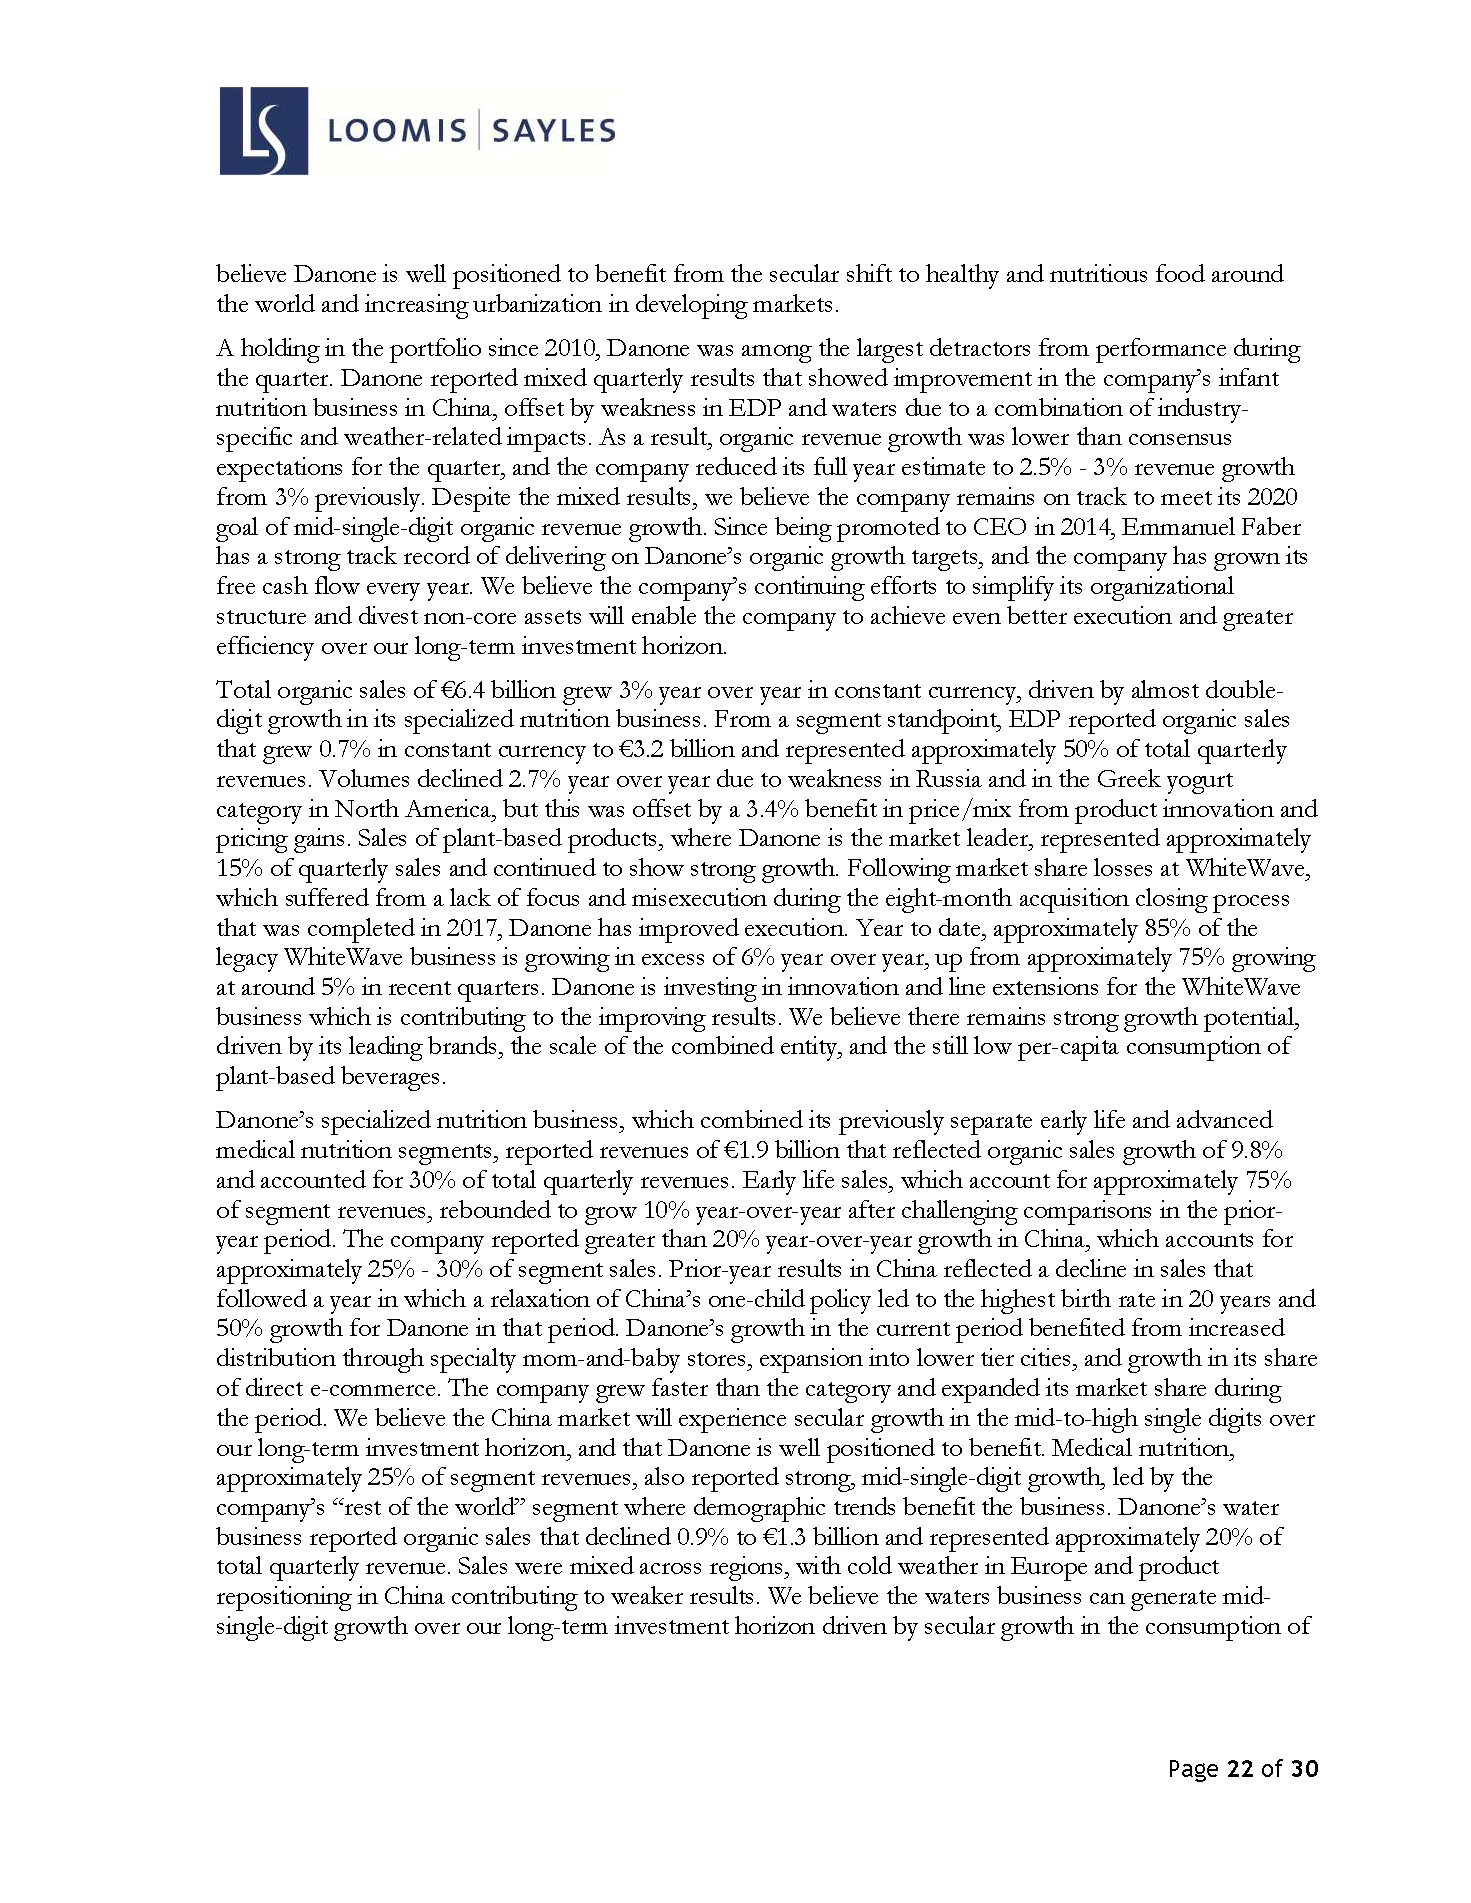 LS LOOMIS | SAYLES
believe Danone is well positioned to benefit from the secular shift to healthy and nutritious food around
the world and increasing urbanization in developing markets.
A holding in the portfolio since 2010, Danone was among the largest detractors from performance during
the quarter. Danone reported mixed quarterly results that showed improvement in the company’s infant
nutrition business in China, offset by weakness in EDP and waters due to a combination of industry-
specific and weather-related impacts. As a result, organic revenue growth was lower than consensus
expectations for the quarter, and the company reduced its full year estimate to 2.5% - 3% revenue growth
from 3% previously. Despite the mixed results, we believe the company remains on track to meet its 2020
goal of mid-single-digit organic revenue growth. Since being promoted to CEO in 2014, Emmanuel Faber
has a strong track record of delivering on Danone’s organic growth targets, and the company has grown its
free cash flow every year. We believe the company’s continuing efforts to simplify its organizational
structure and divest non-core assets will enable the company to achieve even better execution and greater
efficiency over our long-term investment horizon.
Total organic sales of €6.4 billion grew 3% year over year in constant currency, driven by almost double-
digit growth in its specialized nutrition business. From a segment standpoint, EDP reported organic sales
that grew 0.7% in constant currency to €3.2 billion and represented approximately 50% of total quarterly
revenues. Volumes declined 2.7% year over year due to weakness in Russia and in the Greek yogurt
category in North America, but this was offset by a 3.4% benefit in price/mix from product innovation and
pricing gains. Sales of plant-based products, where Danone is the market leader, represented approximately
15% of quarterly sales and continued to show strong growth. Following market share losses at WhiteWave,
which suffered from a lack of focus and misexecution during the eight-month acquisition closing process
that was completed in 2017, Danone has improved execution. Year to date, approximately 85% of the
legacy WhiteWave business is growing in excess of 6% year over year, up from approximately 75% growing
at around 5% in recent quarters. Danone is investing in innovation and line extensions for the WhiteWave
business which is contributing to the improving results. We believe there remains strong growth potential,
driven by its leading brands, the scale of the combined entity, and the still low per-capita consumption of
plant-based beverages.
Danone’s specialized nutrition business, which combined its previously separate early life and advanced
medical nutrition segments, reported revenues of €1.9 billion that reflected organic sales growth of 9.8%
and accounted for 30% of total quarterly revenues. Early life sales, which account for approximately 75%
of segment revenues, rebounded to grow 10% year-over-year after challenging comparisons in the prior-
year period. The company reported greater than 20% year-over-year growth in China, which accounts for
approximately 25% - 30% of segment sales. Prior-year results in China reflected a decline in sales that
followed a year in which a relaxation of China’s one-child policy led to the highest birth rate in 20 years and
50% growth for Danone in that period. Danone’s growth in the current period benefited from increased
distribution through specialty mom-and-baby stores, expansion into lower tier cities, and growth in its share
of direct e-commerce. The company grew faster than the category and expanded its market share during
the period. We believe the China market will experience secular growth in the mid-to-high single digits over
our long-term investment horizon, and that Danone is well positioned to benefit. Medical nutrition,
approximately 25% of segment revenues, also reported strong, mid-single-digit growth, led by the
company’s “rest of the world” segment where demographic trends benefit the business. Danone’s water
business reported organic sales that declined 0.9% to €1.3 billion and represented approximately 20% of
total quarterly revenue. Sales were mixed across regions, with cold weather in Europe and product
repositioning in China contributing to weaker results. We believe the waters business can generate mid-
single-digit growth over our long-term investment horizon driven by secular growth in the consumption of
Page 22 of 30